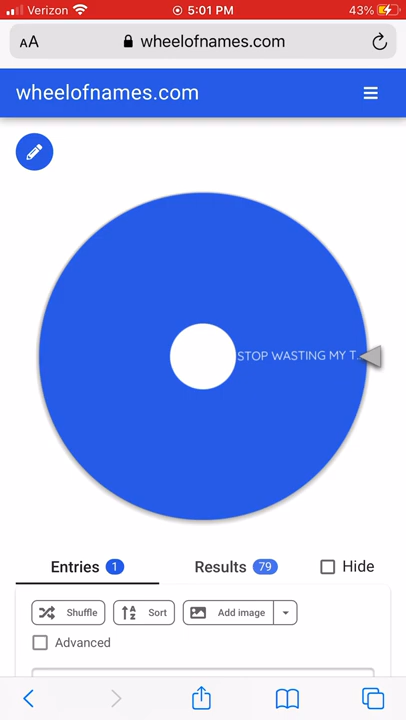 Verizon 5:01 PM 43%
AA wheelofnames.com
wheelofnames.com
STOP WASTING MY T..
Entries 1 Results 79 Hide
Shuffle Sort Add image
Advanced